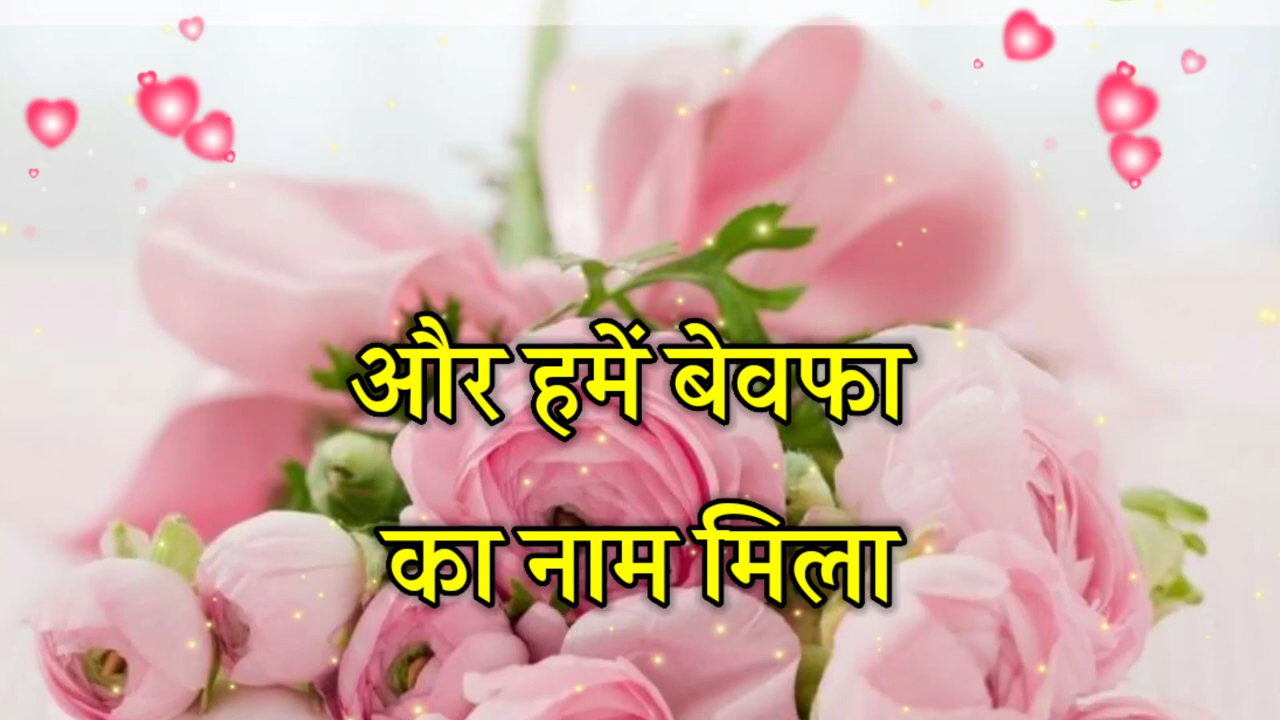 और हमें बेवफा
का नाम मिला